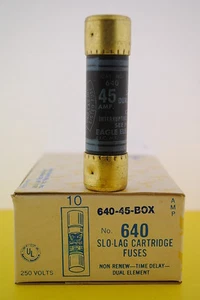 45
AMP
EAGLE
10
640-45-BOX
AMP
No. 640
SLO-LAG CARTRIDGE
FUSES
250 VOLTS
NON RENEW-TIME DELAY-
DUAL ELEMENT